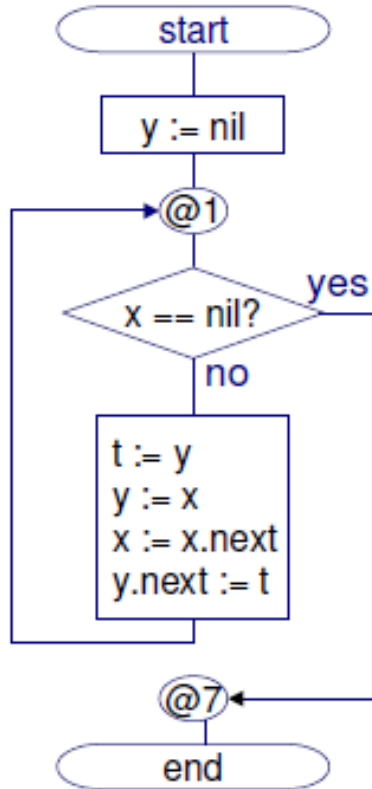 start
y := nil
@1
x == nil?
yes
no
t := y
y := x
x := x.next
y.next := t
@7
end